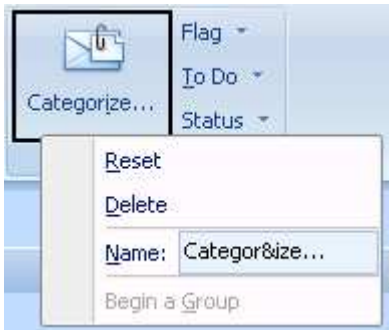 Flag
To Do
Categorize...
Status
Reset
Delete
Name: Categor&ize...
Begin a Group